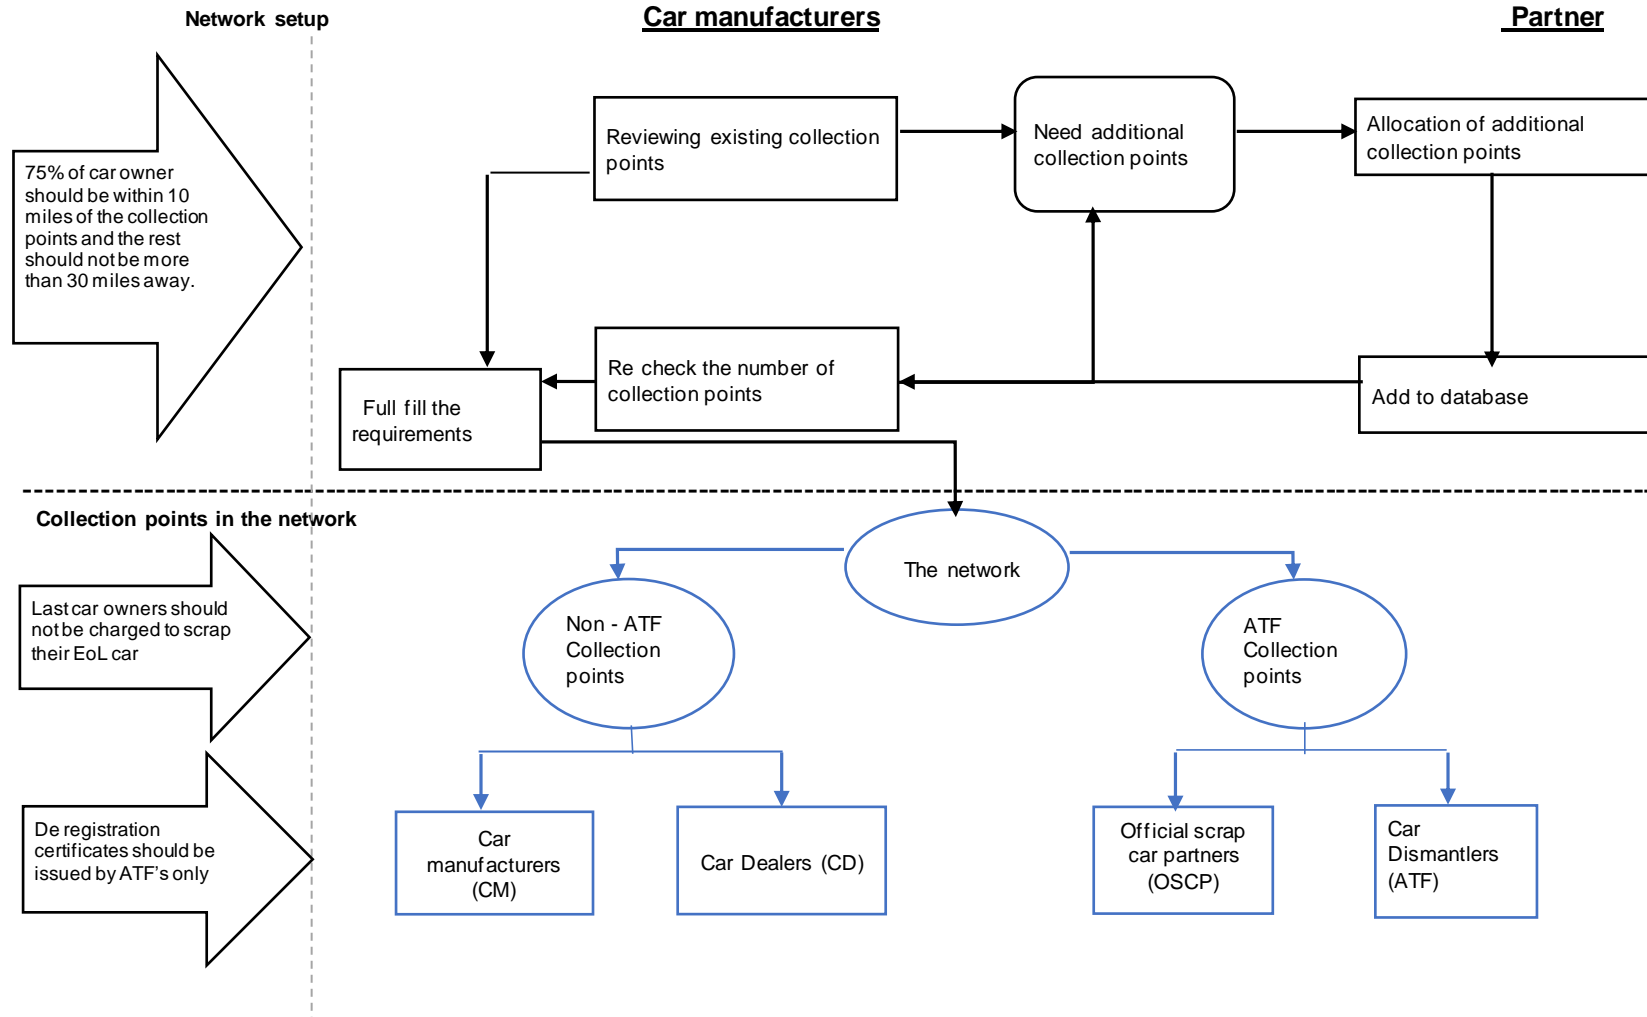 Network setup
Car manufacturers
Partner
75% of car owner
should be within 10
miles of the collection
points and the rest
should not be more
than 30 miles away.
Reviewing existing collection
points
Need additional
collection points
Allocation of additional
collection points
Full fill the
requirements
Re check the number of
collection points
Add to database
Collection points in the network
Last car owners should
not be charged to scrap
their EoL car
The network
Non - ATF
Collection
points
ATF
Collection
points
De registration
certificates should be
issued by ATF's only
Car
manufacturers
(CM)
Car Dealers (CD)
Official scrap
car partners
(OSCP)
Car
Dismantlers
(ATF)